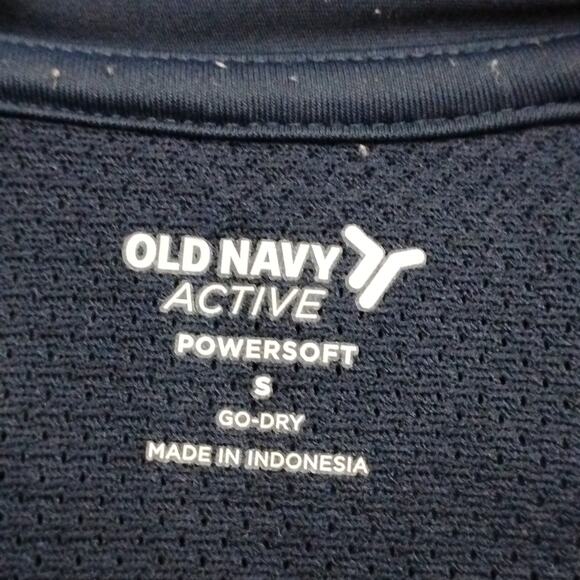 OLD NAVY
ACTIVE
POWERSOFT
S
GO-DRY
MADE IN INDONESIA